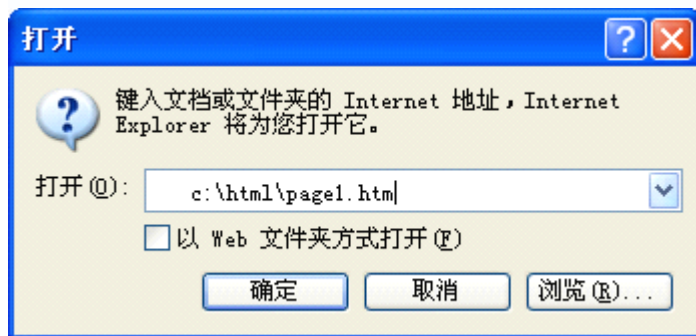 打开
键入文档或文件夹的 Internet 地址，Internet
Explorer 将为您打开它。
打开(O): c:\html\page1.htm
以 Web 文件夹方式打开(F)
确定 取消 浏览(R)...